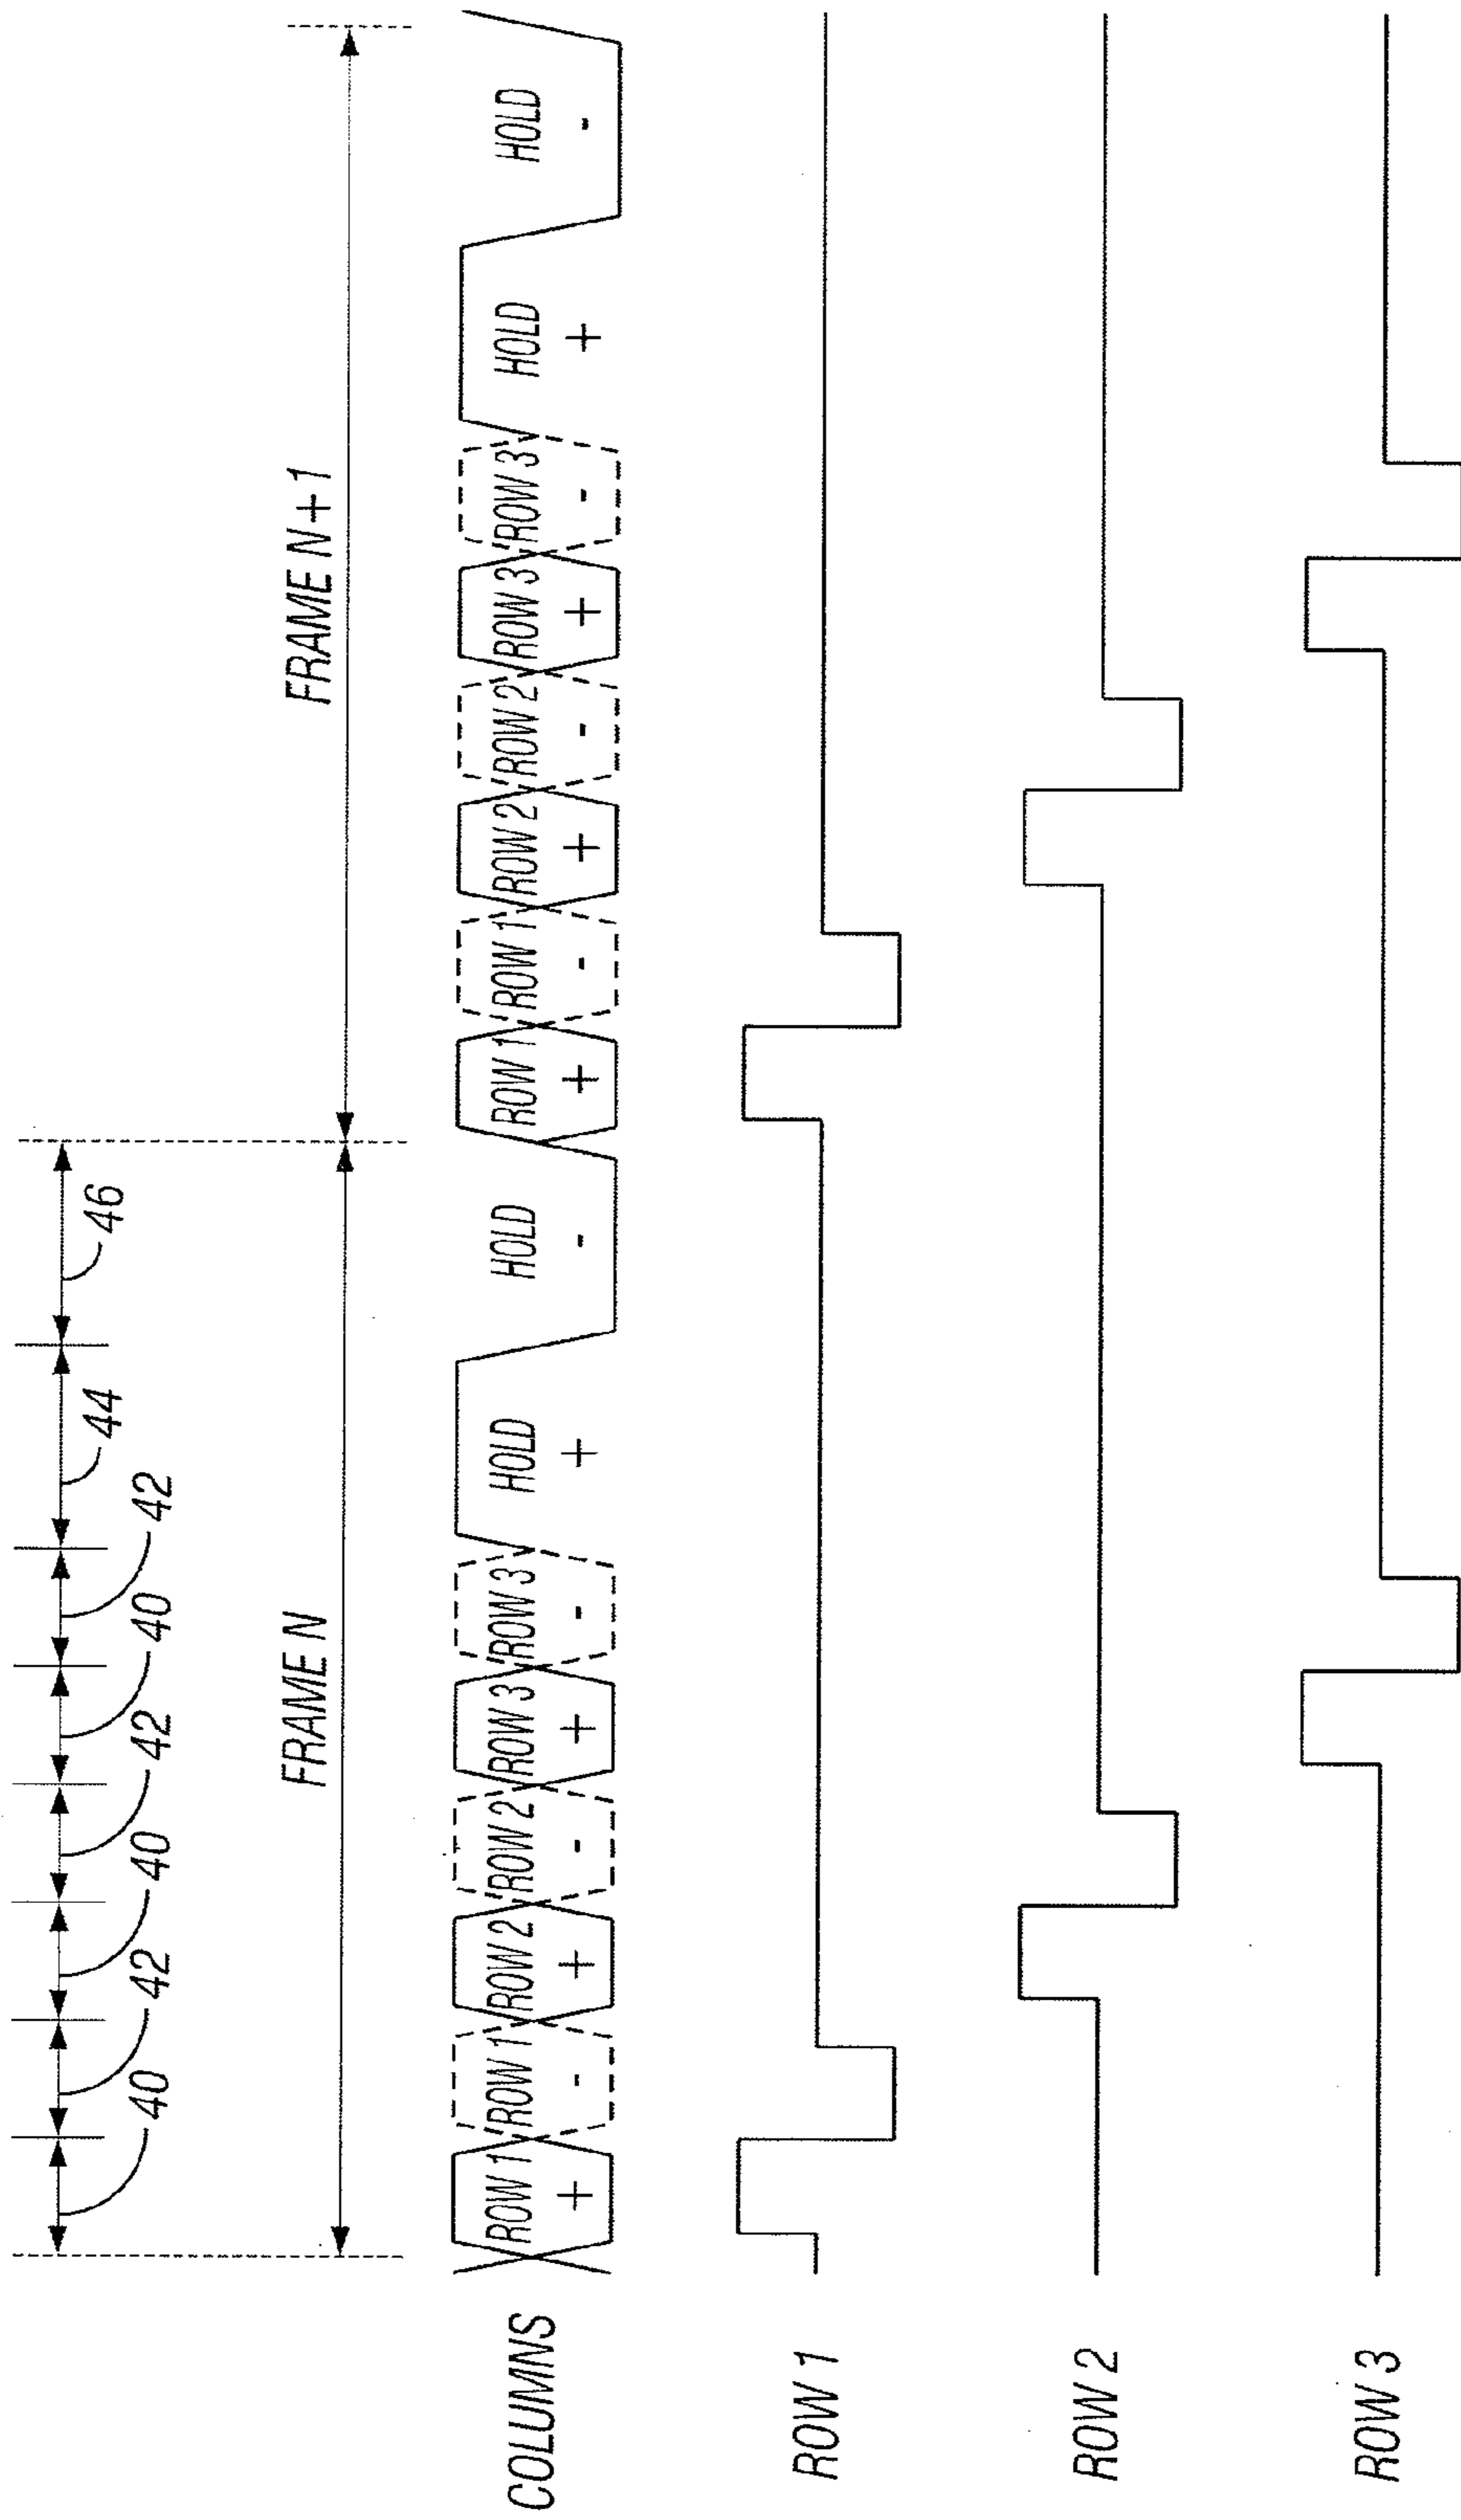 40 42 40 42 40 42 44 46
FRAME N FRAME N+1
COLUMNS
ROW 1 ROW 1 ROW 2 ROW 2 ROW 3 ROW 3 HOLD HOLD ROW 1 ROW 1 ROW 2 ROW 2 ROW 3 ROW 3 HOLD HOLD
+ - + - + - + - + - + - + - + -
ROW 1
ROW 2
ROW 3